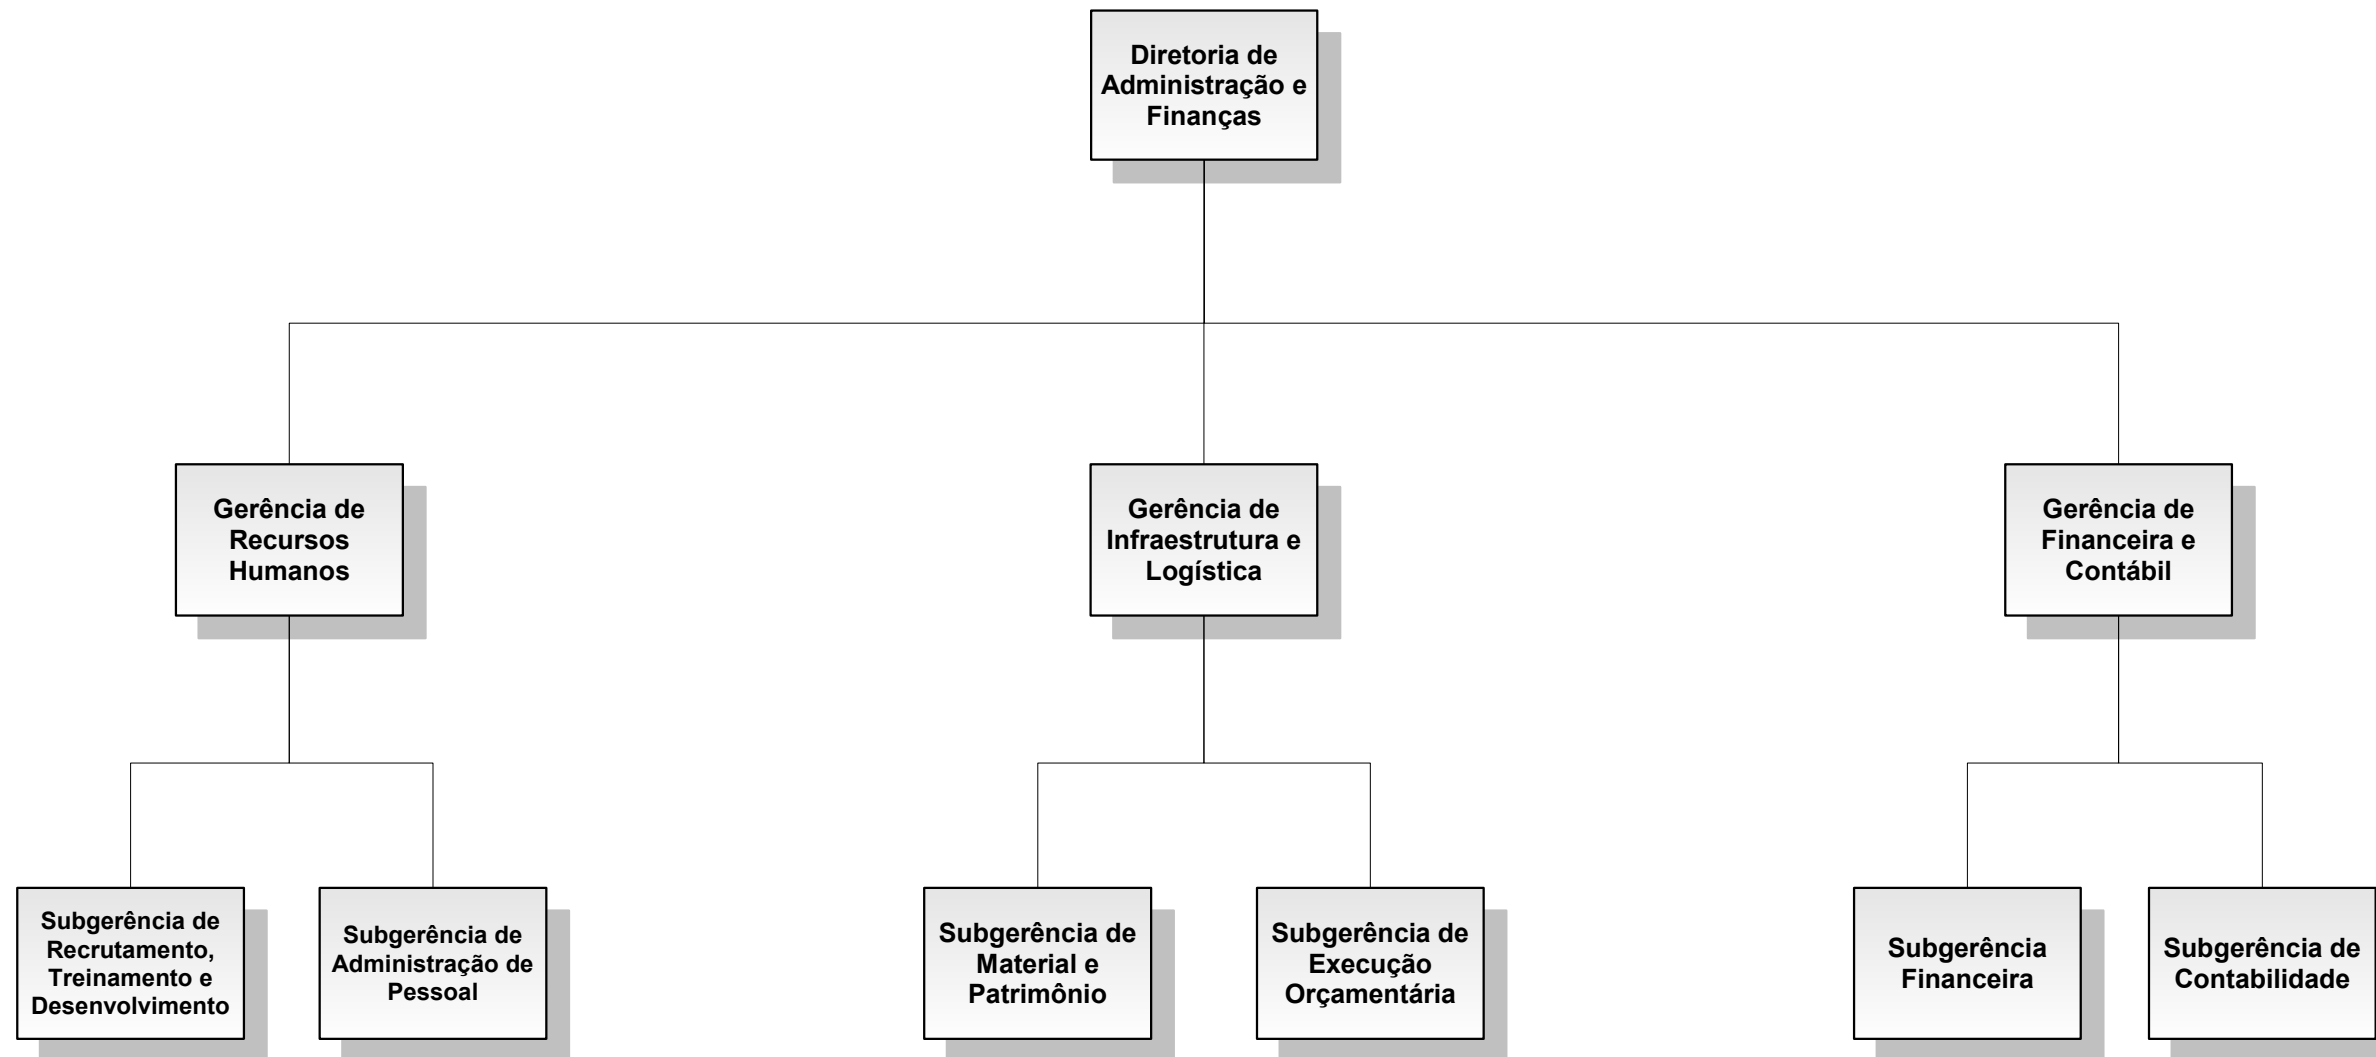 Diretoria de
Administração e
Finanças
Gerência de
Recursos
Humanos
Gerência de
Infraestrutura e
Logística
Gerência de
Financeira e
Contábil
Subgerência de
Recrutamento,
Treinamento e
Desenvolvimento
Subgerência de
Administração de
Pessoal
Subgerência de
Material e
Patrimônio
Subgerência de
Execução
Orçamentária
Subgerência
Financeira
Subgerência de
Contabilidade